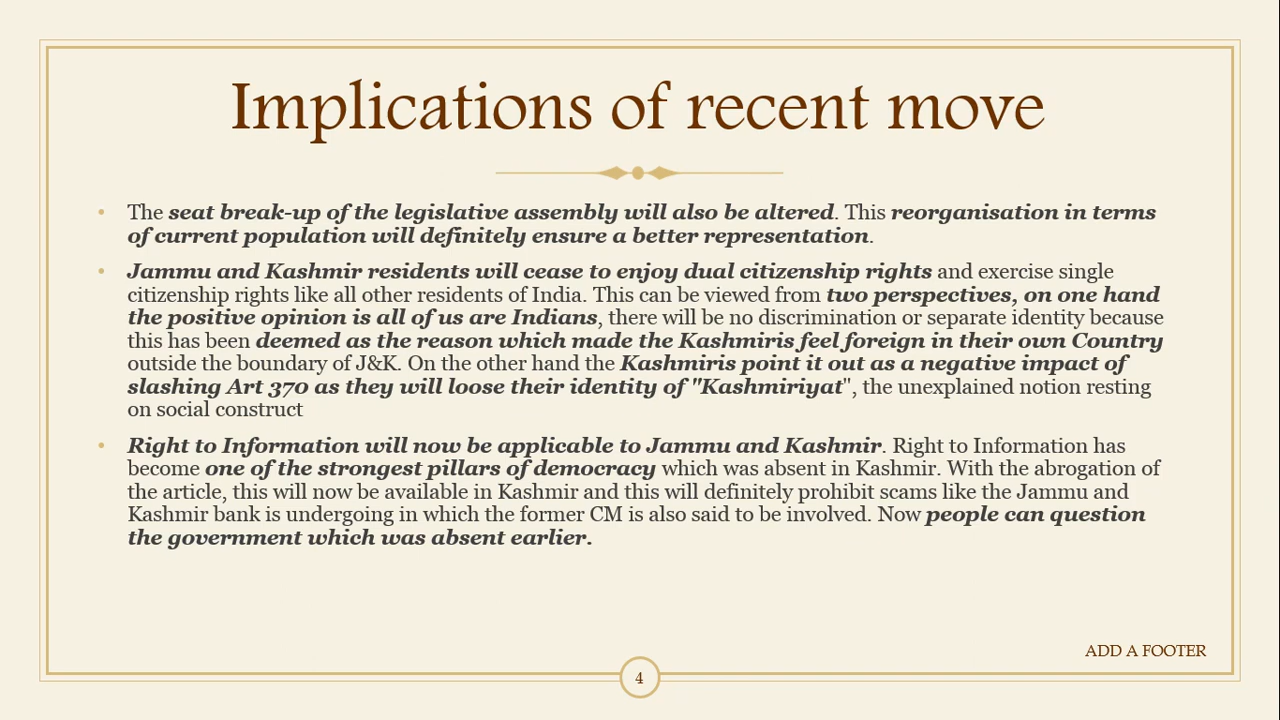 Implications of recent move
• The seat break-up of the legislative assembly will also be altered. This reorganisation in terms
of current population will definitely ensure a better representation.
• Jammu and Kashmir residents will cease to enjoy dual citizenship rights and exercise single
citizenship rights like all other residents of India. This can be viewed from two perspectives, on one hand
the positive opinion is all of us are Indians, there will be no discrimination or separate identity because
this has been deemed as the reason which made the Kashmiris feel foreign in their own Country
outside the boundary of J&K. On the other hand the Kashmiris point it out as a negative impact of
slashing Art 370 as they will loose their identity of "Kashmiriyat", the unexplained notion resting
on social construct
• Right to Information will now be applicable to Jammu and Kashmir. Right to Information has
become one of the strongest pillars of democracy which was absent in Kashmir. With the abrogation of
the article, this will now be available in Kashmir and this will definitely prohibit scams like the Jammu and
Kashmir bank is undergoing in which the former CM is also said to be involved. Now people can question
the government which was absent earlier.
ADD A FOOTER
4